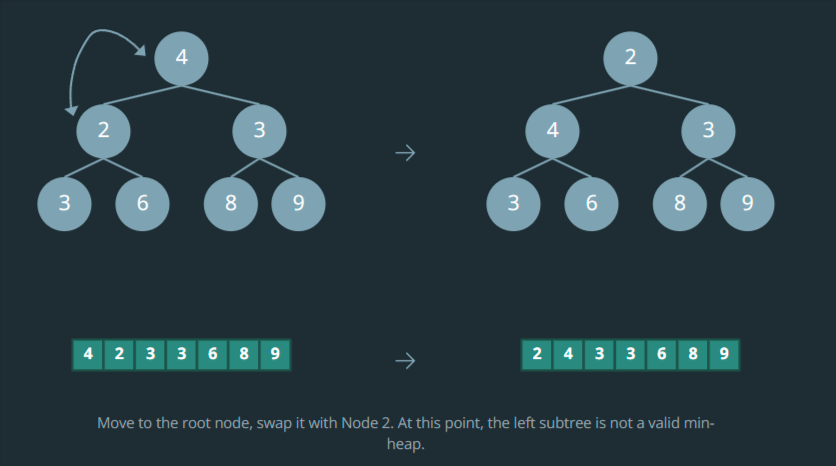 4 2
2 3 → 4 3
3 6 8 9 3 6 8 9
4 2 3 3 6 8 9 → 2 4 3 3 6 8 9
Move to the root node, swap it with Node 2. At this point, the left subtree is not a valid min-
heap.